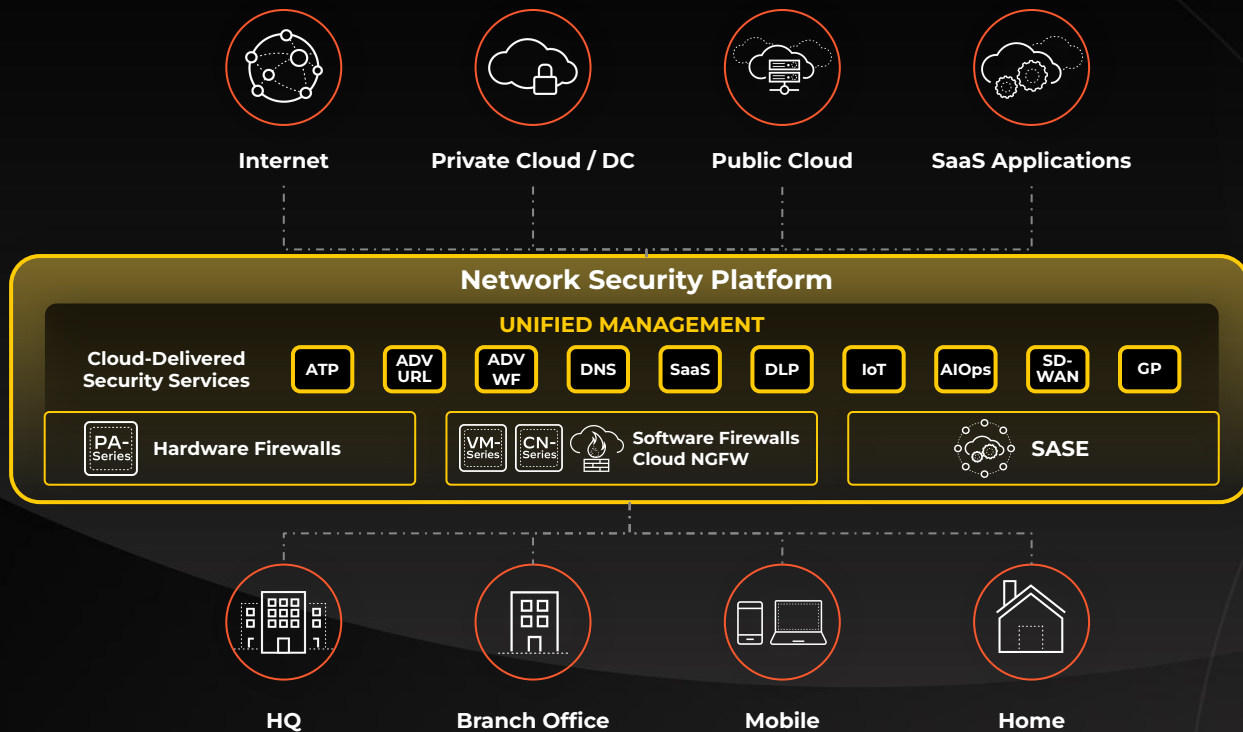 Internet
Private Cloud / DC
Public Cloud
SaaS Applications
Network Security Platform
UNIFIED MANAGEMENT
Cloud-Delivered
Security Services
ATP
ADV
URL
ADV
WF
DNS
SaaS
DLP
IoT
AIOps
SD-
WAN
GP
PA-
Series
Hardware Firewalls
VM-
Series
CN-
Series
Software Firewalls
Cloud NGFW
SASE
HQ
Branch Office
Mobile
Home